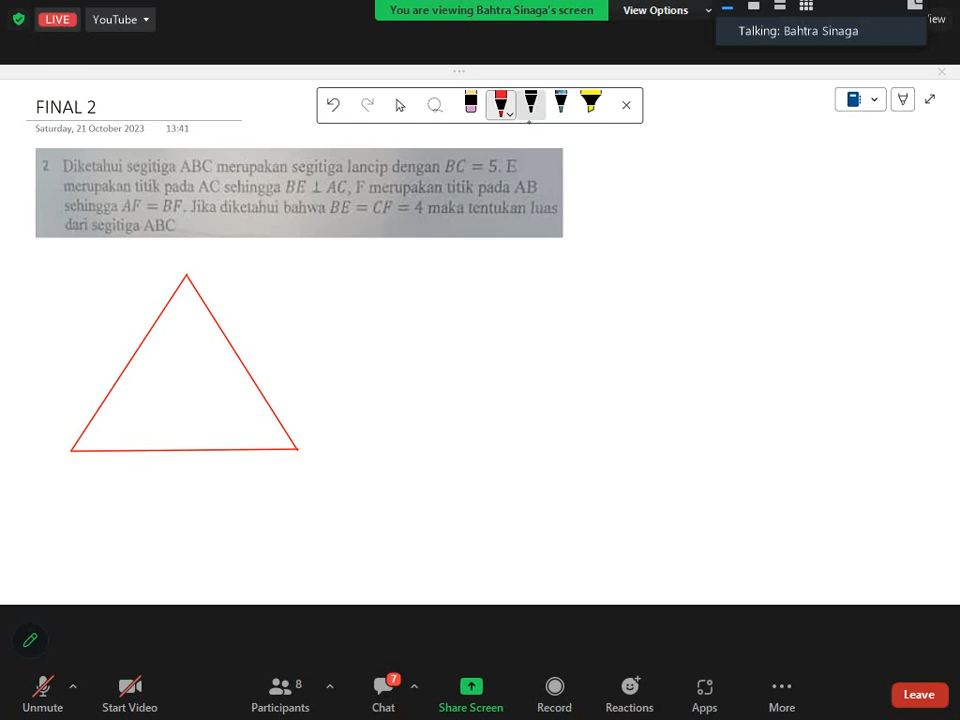 You are viewing Bahtra Sinaga's screen
View Options
LIVE
YouTube
iew
Talking: Bahtra Sinaga
FINAL 2
Saturday, 21 October 2023 13:41
2 Diketahui segitiga ABC merupakan segitiga lancip dengan BC = 5. E
merupakan titik pada AC sehingga BE ⊥ AC, F merupakan titik pada AB
sehingga AF = BF. Jika diketahui bahwa BE = CF = 4 maka tentukan luas
dari segitiga ABC
8
7
Unmute
Start Video
Participants
Chat
Share Screen
Record
Reactions
Apps
More
Leave